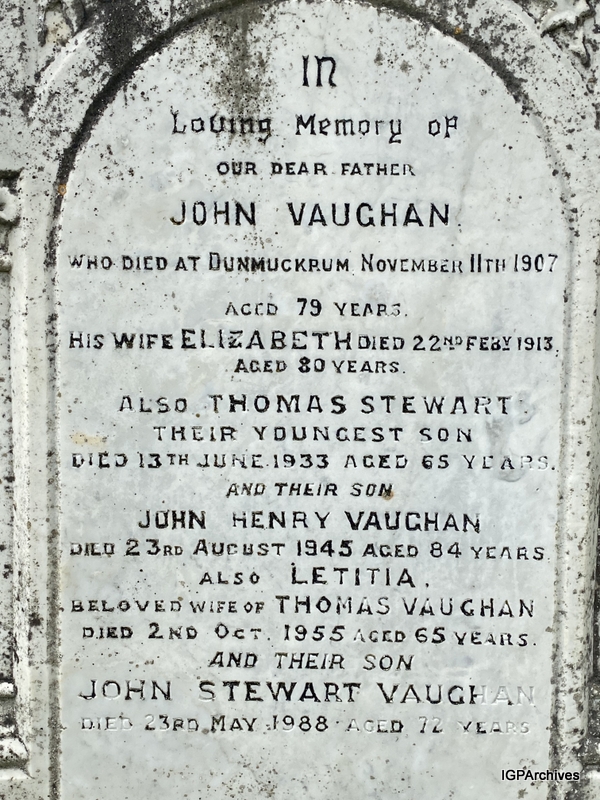 IN
Loving Memory of
OUR DEAR FATHER
JOHN VAUGHAN.
WHO DIED AT DUNMUCKRUM NOVEMBER 11TH 1907
AGED 79 YEARS.
HIS WIFE ELIZABETH DIED 22ND FEBY 1913.
AGED 80 YEARS.
ALSO THOMAS STEWART
THEIR YOUNGEST SON
DIED 13TH JUNE 1933 AGED 65 YEARS.
AND THEIR SON
JOHN HENRY VAUGHAN
DIED 23RD AUGUST 1945 AGED 84 YEARS
ALSO LETITIA,
BELOVED WIFE OF THOMAS VAUGHAN
DIED 2ND OCT. 1955 AGED 65 YEARS.
AND THEIR SON
JOHN STEWART VAUGHAN
DIED 23RD MAY 1988 AGED 72 YEARS
IGPArchives